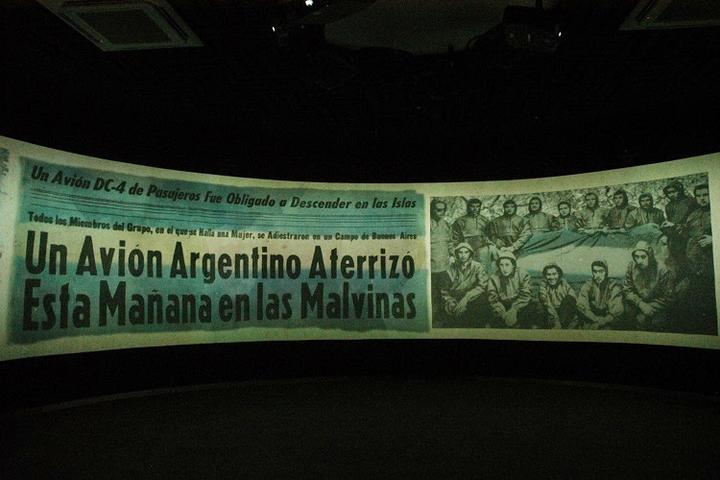 Un Avión DC-4 de Pasajeros Fue Obligado a Descender en las Islas
Todos los Miembros del Grupo, en el que se Halla una Mujer, se Adiestraron en un Campo de Buenos Aires
Un Avión Argentino Aterrizó
Esta Mañana en las Malvinas